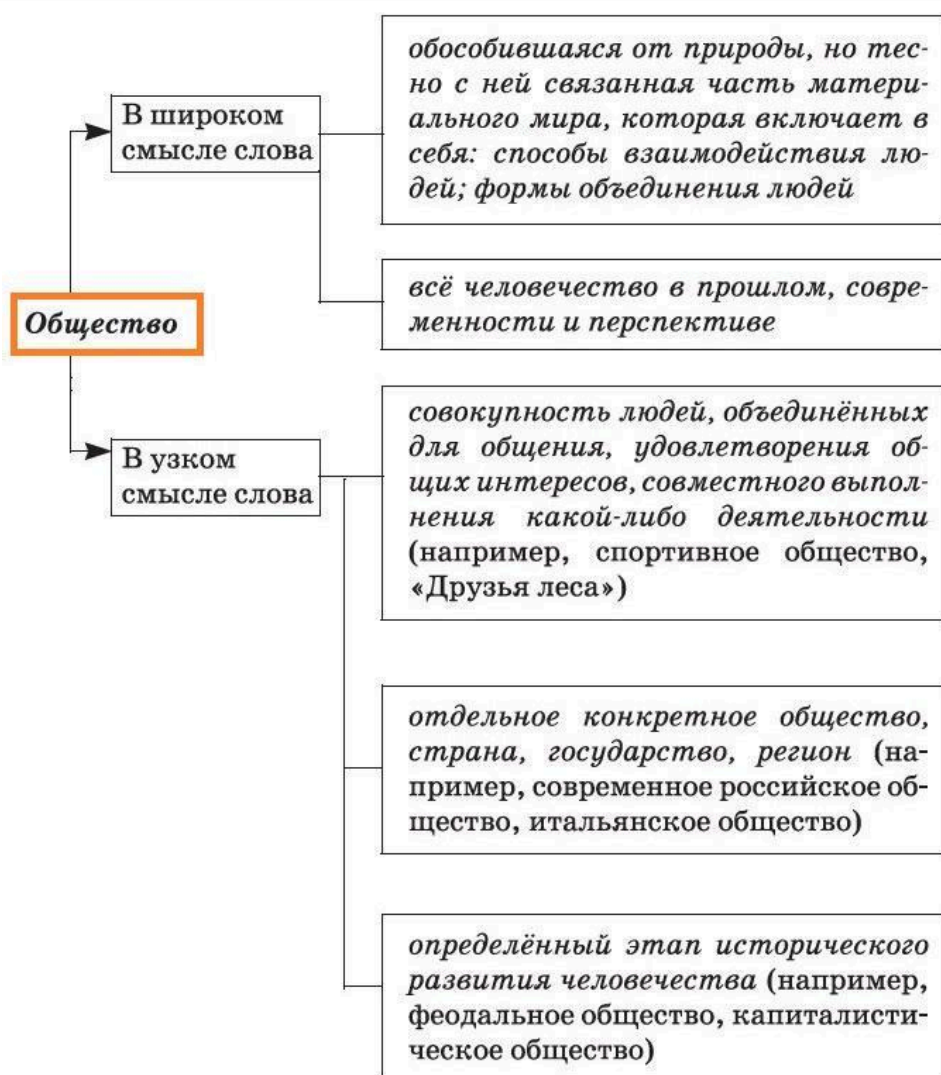 Общество
В широком
смысле слова
обособившаяся от природы, но тес-
но с ней связанная часть матери-
ального мира, которая включает в
себя: способы взаимодействия лю-
дей; формы объединения людей
всё человечество в прошлом, совре-
менности и перспективе
В узком
смысле слова
совокупность людей, объединённых
для общения, удовлетворения об-
щих интересов, совместного выпол-
нения какой-либо деятельности
(например, спортивное общество,
«Друзья леса»)
отдельное конкретное общество,
страна, государство, регион (на-
пример, современное российское об-
щество, итальянское общество)
определённый этап исторического
развития человечества (например,
феодальное общество, капиталисти-
ческое общество)